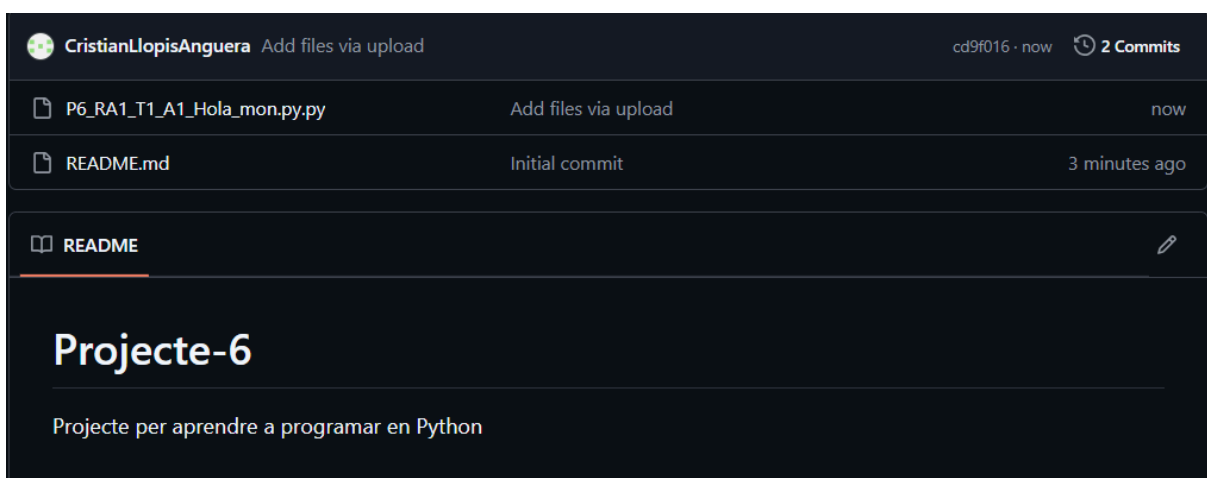 CristianLlopisAnguera Add files via upload cd9f016 · now 2 Commits
P6_RA1_T1_A1_Hola_mon.py.py Add files via upload now
README.md Initial commit 3 minutes ago
README
Projecte-6
Projecte per aprendre a programar en Python